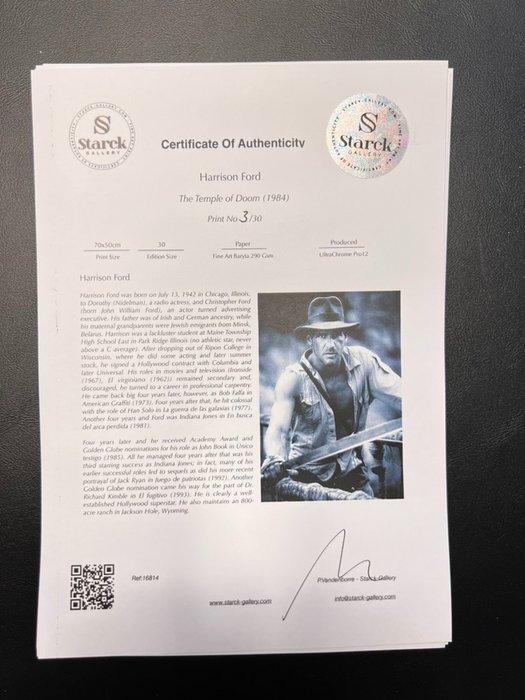 Starck
GALLERY
Certificate Of Authenticity
Starck
GALLERY
Harrison Ford
The Temple of Doom (1984)
Print No 3/30
70x50cm
Print Size
30
Edition Size
Paper
Fine Art Baryta 290 Gsm
Produced
UltraChrome Pro12
Harrison Ford
Harrison Ford was born on July 13, 1942 in Chicago, Illinois,
to Dorothy (Nidelman), a radio actress, and Christopher Ford
(born John William Ford), an actor turned advertising
executive. His father was of Irish and German ancestry, while
his maternal grandparents were Jewish emigrants from Minsk,
Belarus. Harrison was a lackluster student at Maine Township
High School East in Park Ridge Illinois (no athletic star, never
above a C average). After dropping out of Ripon College in
Wisconsin, where he did some acting and later summer
stock, he signed a Hollywood contract with Columbia and
later Universal. His roles in movies and television (Ironside
(1967), El virginiano (1962)) remained secondary and,
discouraged, he turned to a career in professional carpentry.
He came back big four years later, however, as Bob Falfa in
American Graffiti (1973). Four years after that, he hit colossal
with the role of Han Solo in La guerra de las galaxias (1977).
Another four years and Ford was Indiana Jones in En busca
del arca perdida (1981).
Four years later and he received Academy Award and
Golden Globe nominations for his role as John Book in Único
testigo (1985). All he managed four years after that was his
third starring success as Indiana Jones; in fact, many of his
earlier successful roles led to sequels as did his more recent
portrayal of Jack Ryan in Juego de patriotas (1992). Another
Golden Globe nomination came his way for the part of Dr.
Richard Kimble in El fugitivo (1993). He is clearly a well-
established Hollywood superstar. He also maintains an 800-
acre ranch in Jackson Hole, Wyoming.
Ref:16814
www.starck-gallery.com
P.Vandenborre - Starck Gallery
info@starck-gallery.com